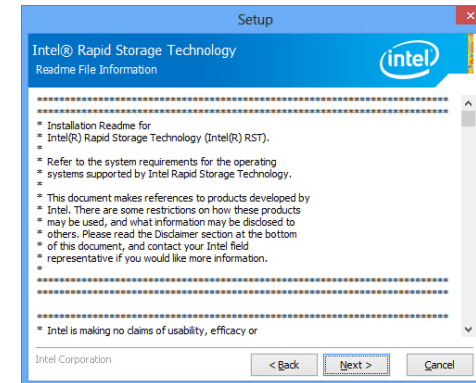 Setup
Intel® Rapid Storage Technology
Readme File Information
intel
********************************************************************************
********************************************************************************
* Installation Readme for
* Intel(R) Rapid Storage Technology (Intel(R) RST).
*
* Refer to the system requirements for the operating
* systems supported by Intel Rapid Storage Technology.
*
* This document makes references to products developed by
* Intel. There are some restrictions on how these products
* may be used, and what information may be disclosed to
* others. Please read the Disclaimer section at the bottom
* of this document, and contact your Intel field
* representative if you would like more information.
*
********************************************************************************
********************************************************************************
********************************************************************************
* Intel is making no claims of usability, efficacy or
Intel Corporation
< Back
Next >
Cancel